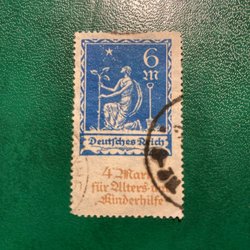 6
M
Deutsches Reich
4 Mark
für Alters- und
Kinderhilfe